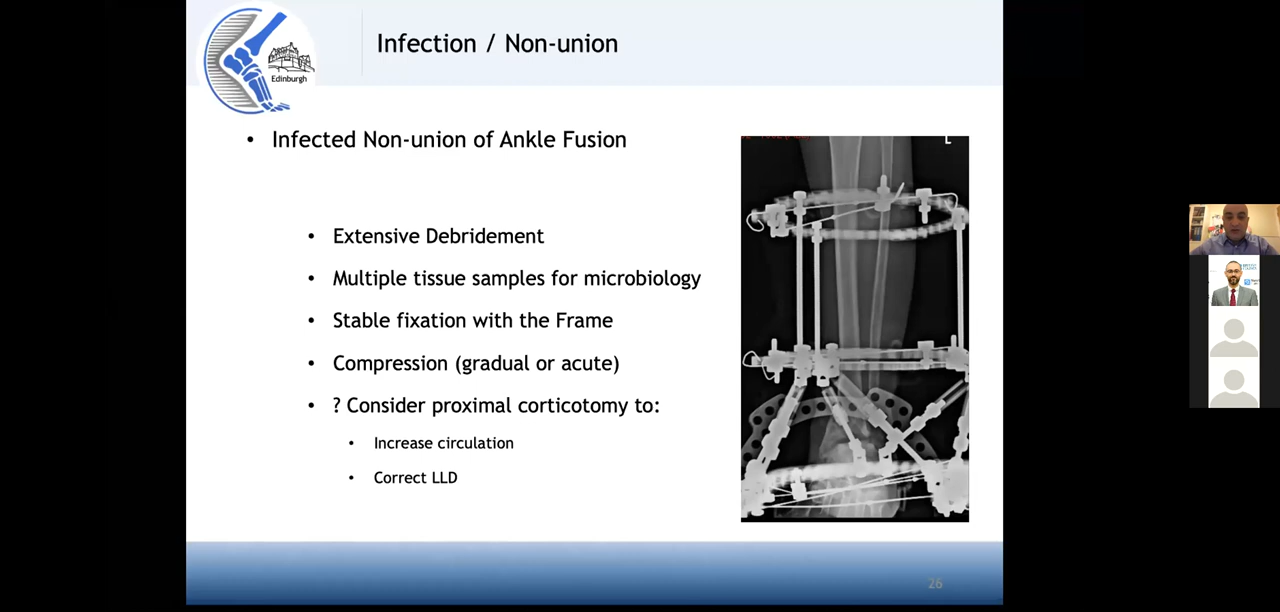 Infection / Non-union
Edinburgh
• Infected Non-union of Ankle Fusion
• Extensive Debridement
• Multiple tissue samples for microbiology
• Stable fixation with the Frame
• Compression (gradual or acute)
• ? Consider proximal corticotomy to:
• Increase circulation
• Correct LLD
L
26